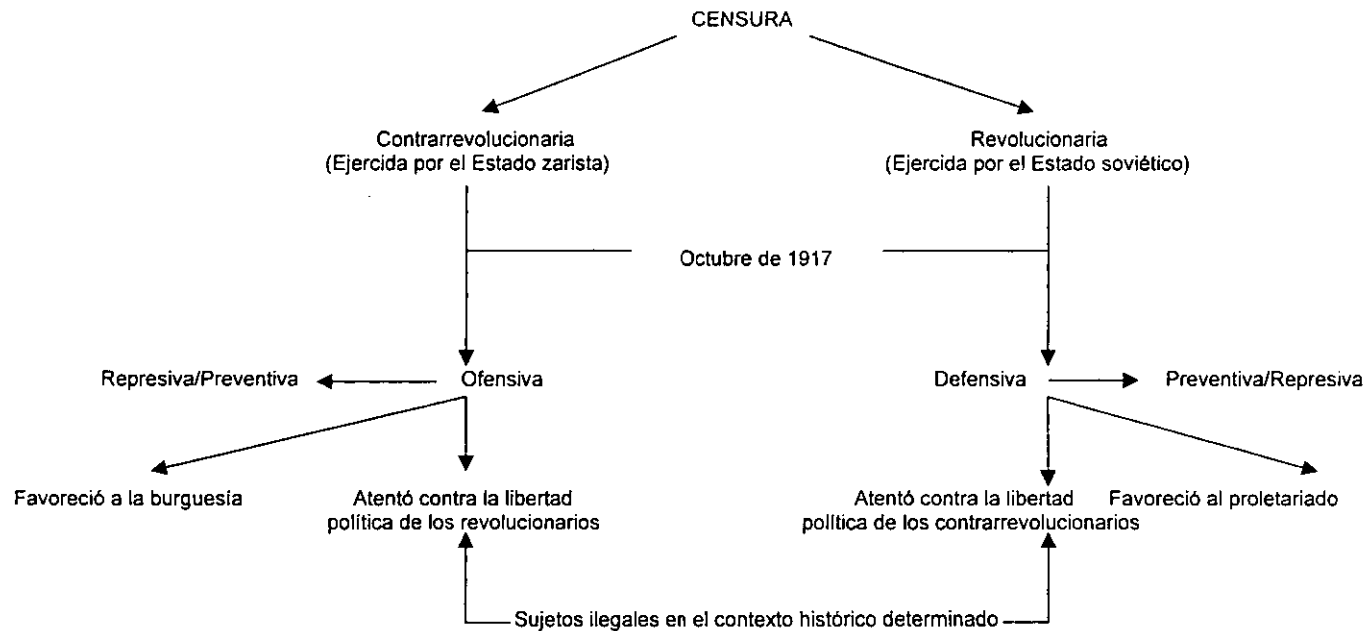 CENSURA
Contrarrevolucionaria
(Ejercida por el Estado zarista)
Revolucionaria
(Ejercida por el Estado soviético)
Octubre de 1917
Represiva/Preventiva
Ofensiva
Defensiva
Preventiva/Represiva
Favoreció a la burguesía
Atentó contra la libertad
política de los revolucionarios
Atentó contra la libertad
política de los contrarrevolucionarios
Favoreció al proletariado
Sujetos ilegales en el contexto histórico determinado